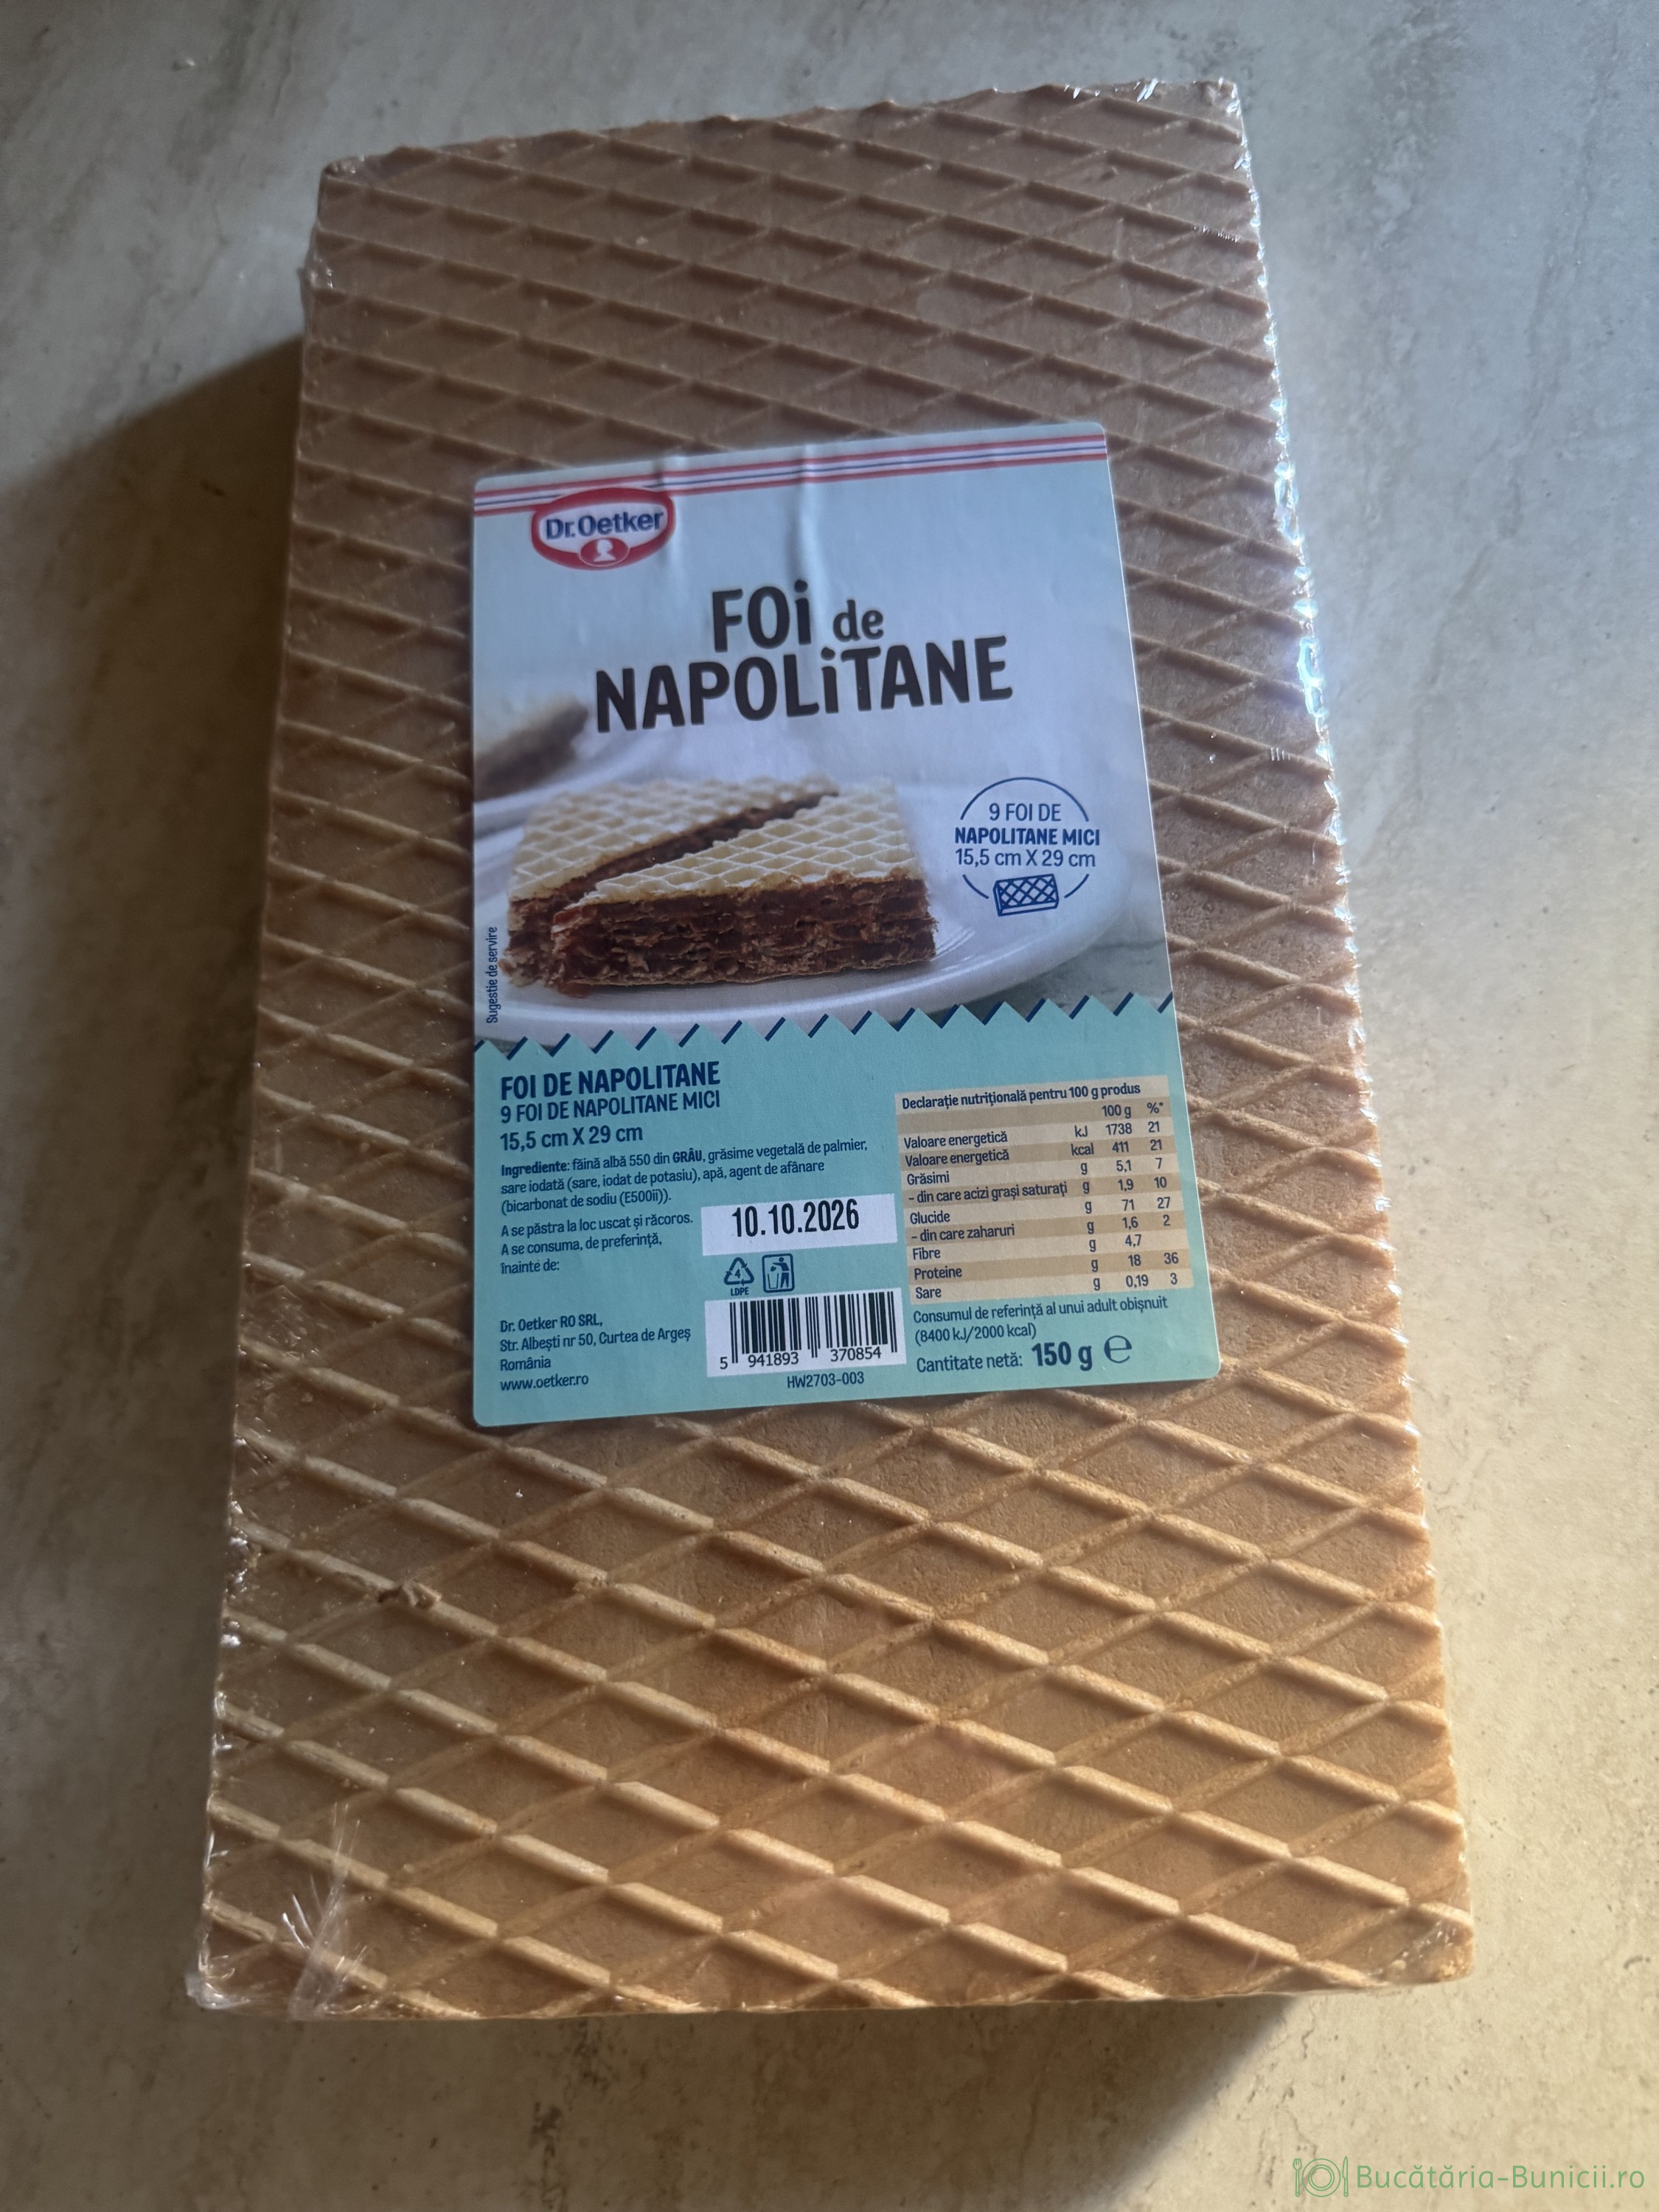 Dr.Oetker
FOi de
NAPOLiTANE
9 FOI DE
NAPOLITANE MICI
15,5 cm X 29 cm
Sugestie de servire
FOI DE NAPOLITANE
9 FOI DE NAPOLITANE MICI
15,5 cm X 29 cm
Ingrediente: făină albă 550 din GRÂU, grăsime vegetală de palmier,
sare iodată (sare, iodat de potasiu), apă, agent de afânare
(bicarbonat de sodiu (E500ii)).
A se păstra la loc uscat și răcoros.
A se consuma, de preferință,
înainte de:
10.10.2026
4
LDPE
Dr. Oetker RO SRL,
Str. Albești nr 50, Curtea de Argeș
România
www.oetker.ro
5 941893 370854
HW2703-003
Declarație nutrițională pentru 100 g produs
100 g %*
Valoare energetică kJ 1738 21
Valoare energetică kcal 411 21
Grăsimi g 5,1 7
- din care acizi grași saturați g 1,9 10
Glucide g 71 27
- din care zaharuri g 1,6 2
Fibre g 4,7
Proteine g 18 36
Sare g 0,19 3
Consumul de referință al unui adult obișnuit
(8400 kJ/2000 kcal)
Cantitate netă: 150 g e
Bucătăria-Bunicii.ro